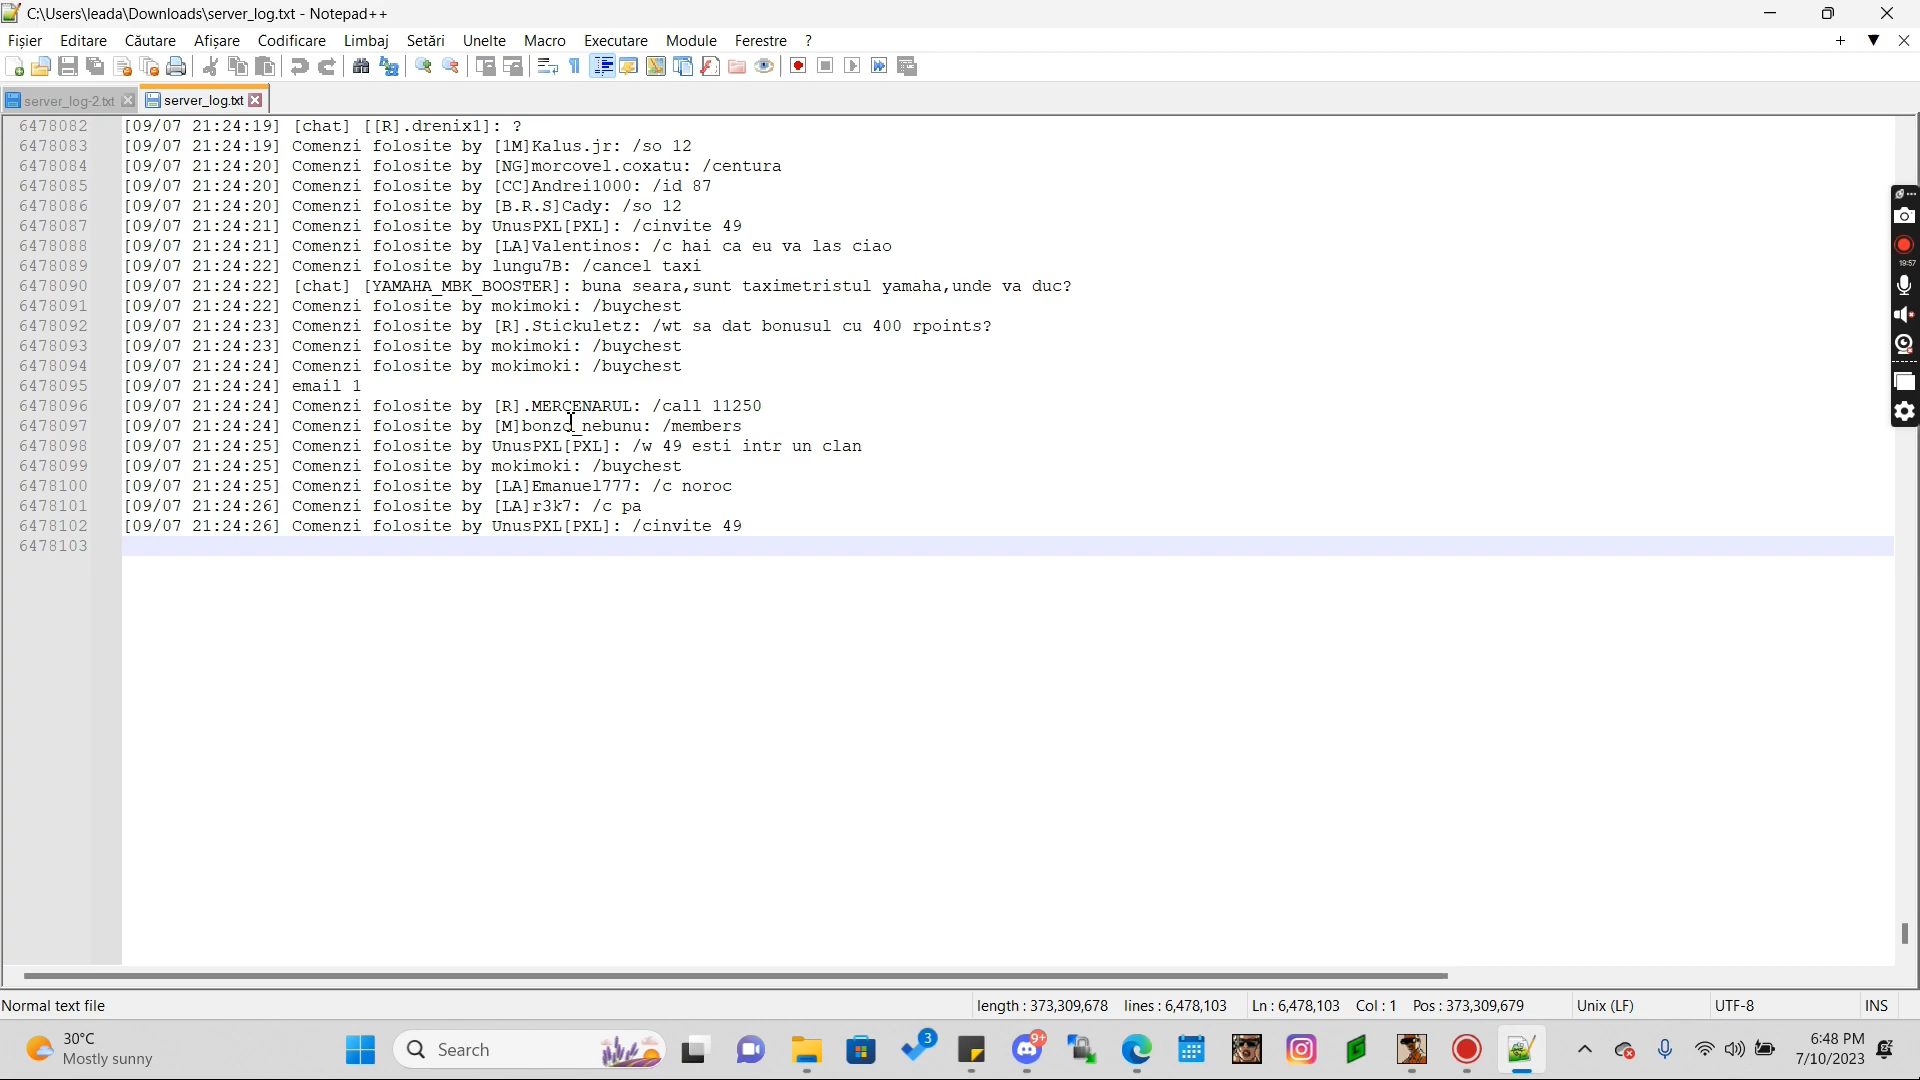 C:\Users\leada\Downloads\server_log.txt - Notepad++
Fișier Editare Căutare Afișare Codificare Limbaj Setări Unelte Macro Executare Module Ferestre ?
server_log-2.txt server_log.txt
6478082 [09/07 21:24:19] [chat] [[R].drenix1]: ?
6478083 [09/07 21:24:19] Comenzi folosite by [1M]Kalus.jr: /so 12
6478084 [09/07 21:24:20] Comenzi folosite by [NG]morcovel.coxatu: /centura
6478085 [09/07 21:24:20] Comenzi folosite by [CC]Andrei1000: /id 87
6478086 [09/07 21:24:20] Comenzi folosite by [B.R.S]Cady: /so 12
6478087 [09/07 21:24:21] Comenzi folosite by UnusPXL[PXL]: /cinvite 49
6478088 [09/07 21:24:21] Comenzi folosite by [LA]Valentinos: /c hai ca eu va las ciao
6478089 [09/07 21:24:22] Comenzi folosite by lungu7B: /cancel taxi
6478090 [09/07 21:24:22] [chat] [YAMAHA_MBK_BOOSTER]: buna seara,sunt taximetristul yamaha,unde va duc?
6478091 [09/07 21:24:22] Comenzi folosite by mokimoki: /buychest
6478092 [09/07 21:24:23] Comenzi folosite by [R].Stickuletz: /wt sa dat bonusul cu 400 rpoints?
6478093 [09/07 21:24:23] Comenzi folosite by mokimoki: /buychest
6478094 [09/07 21:24:24] Comenzi folosite by mokimoki: /buychest
6478095 [09/07 21:24:24] email 1
6478096 [09/07 21:24:24] Comenzi folosite by [R].MERCENARUL: /call 11250
6478097 [09/07 21:24:24] Comenzi folosite by [M]bonzo_nebunu: /members
6478098 [09/07 21:24:25] Comenzi folosite by UnusPXL[PXL]: /w 49 esti intr un clan
6478099 [09/07 21:24:25] Comenzi folosite by mokimoki: /buychest
6478100 [09/07 21:24:25] Comenzi folosite by [LA]Emanuel777: /c noroc
6478101 [09/07 21:24:26] Comenzi folosite by [LA]r3k7: /c pa
6478102 [09/07 21:24:26] Comenzi folosite by UnusPXL[PXL]: /cinvite 49
6478103
19:57
Normal text file length : 373,309,678 lines : 6,478,103 Ln : 6,478,103 Col : 1 Pos : 373,309,679 Unix (LF) UTF-8 INS
30°C
Mostly sunny
Search
3
9+
6:48 PM
7/10/2023